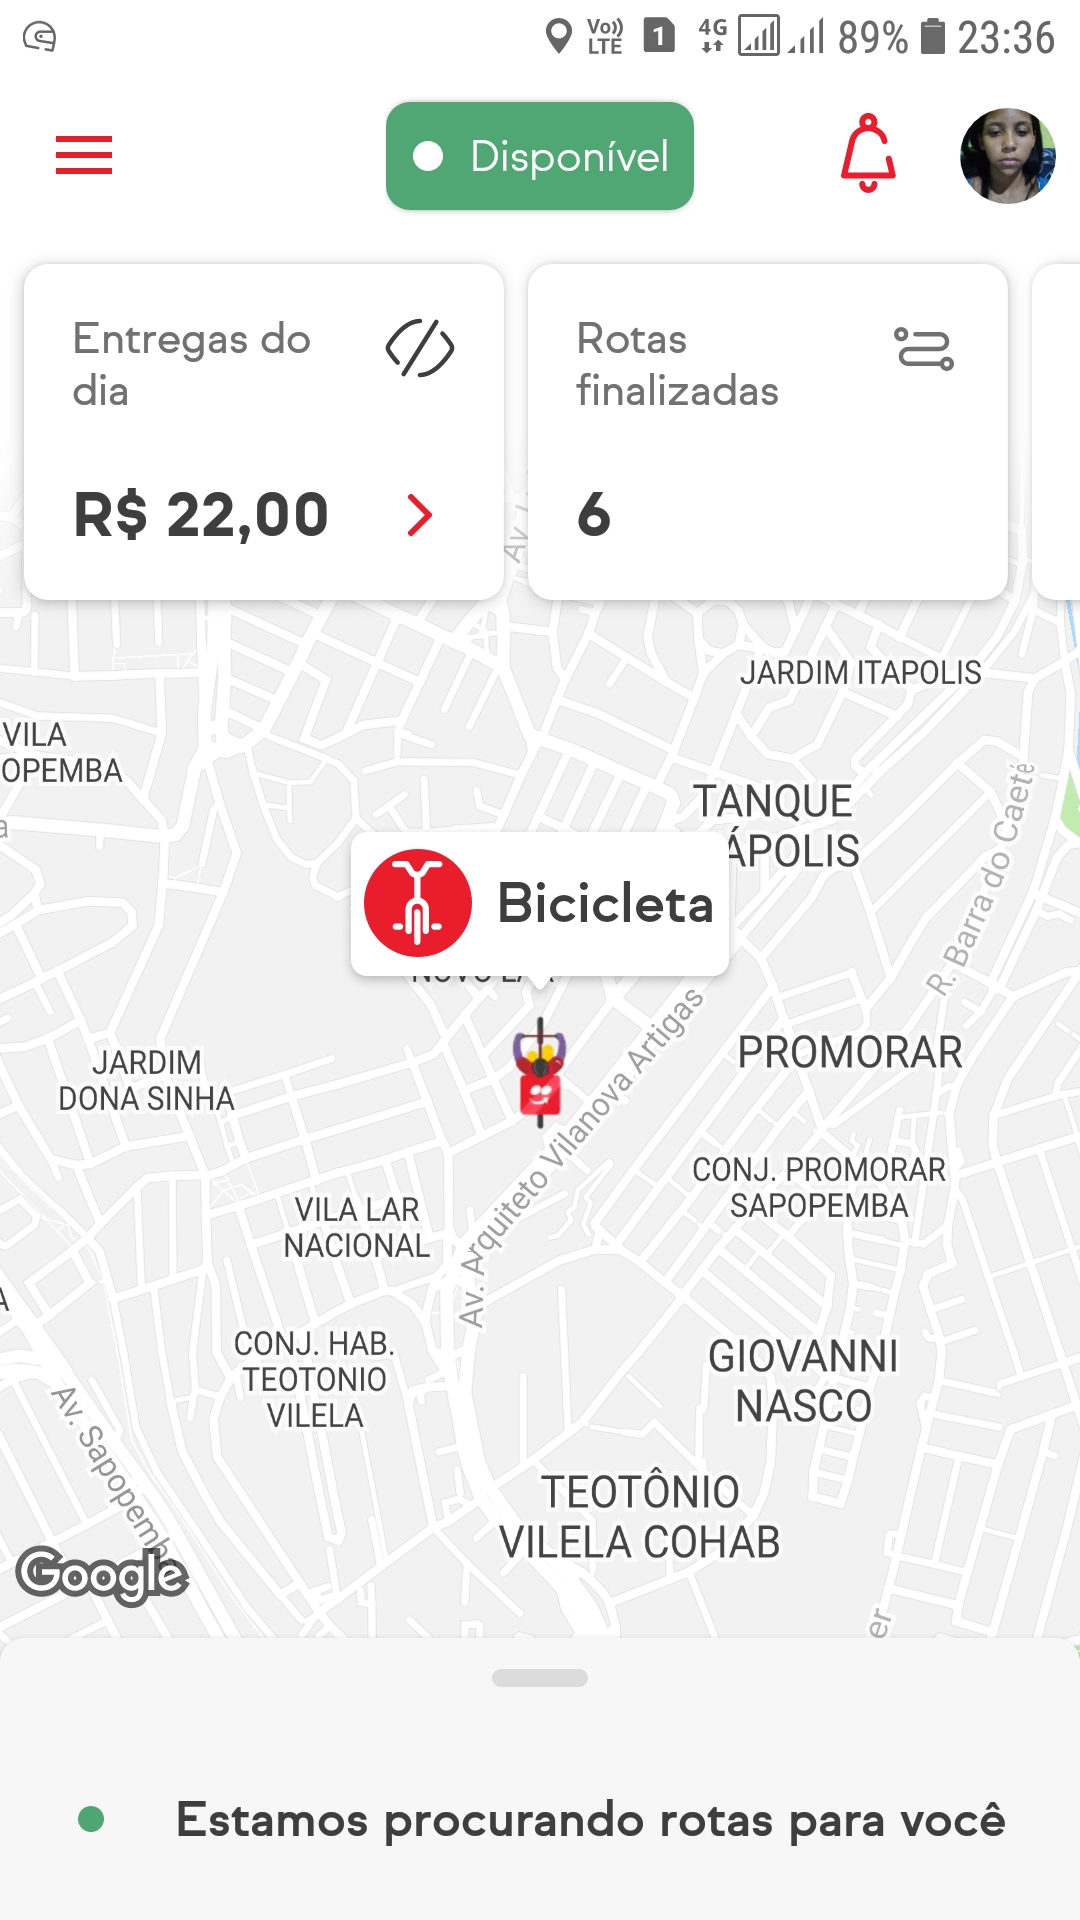 Vo)) LTE 1 4G 89% 23:36
Disponível
Entregas do
dia
R$ 22,00
Rotas
finalizadas
6
JARDIM ITAPOLIS
VILA
OPEMBA
TANQUE
ÁPOLIS
R. Barra do Caeté
Bicicleta
Av. Arquiteto Vilanova Artigas
PROMORAR
JARDIM
DONA SINHA
CONJ. PROMORAR
SAPOPEMBA
VILA LAR
NACIONAL
CONJ. HAB.
TEOTONIO
VILELA
GIOVANNI
NASCO
Av. Sapopemba
TEOTÔNIO
VILELA COHAB
Google
Estamos procurando rotas para você